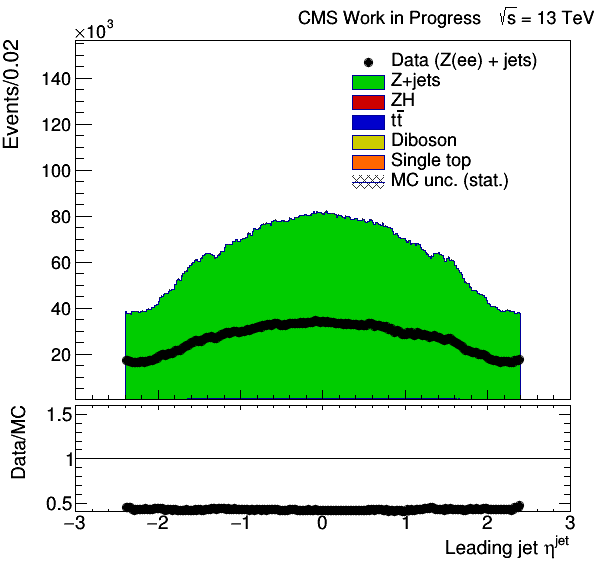 CMS Work in Progress √s = 13 TeV
×10³
Events/0.02
140
120
100
80
60
40
20
Data (Z(ee) + jets)
Z+jets
ZH
tt̅
Diboson
Single top
MC unc. (stat.)
Data/MC
1.5
1
0.5
−3 −2 −1 0 1 2 3
Leading jet η^jet